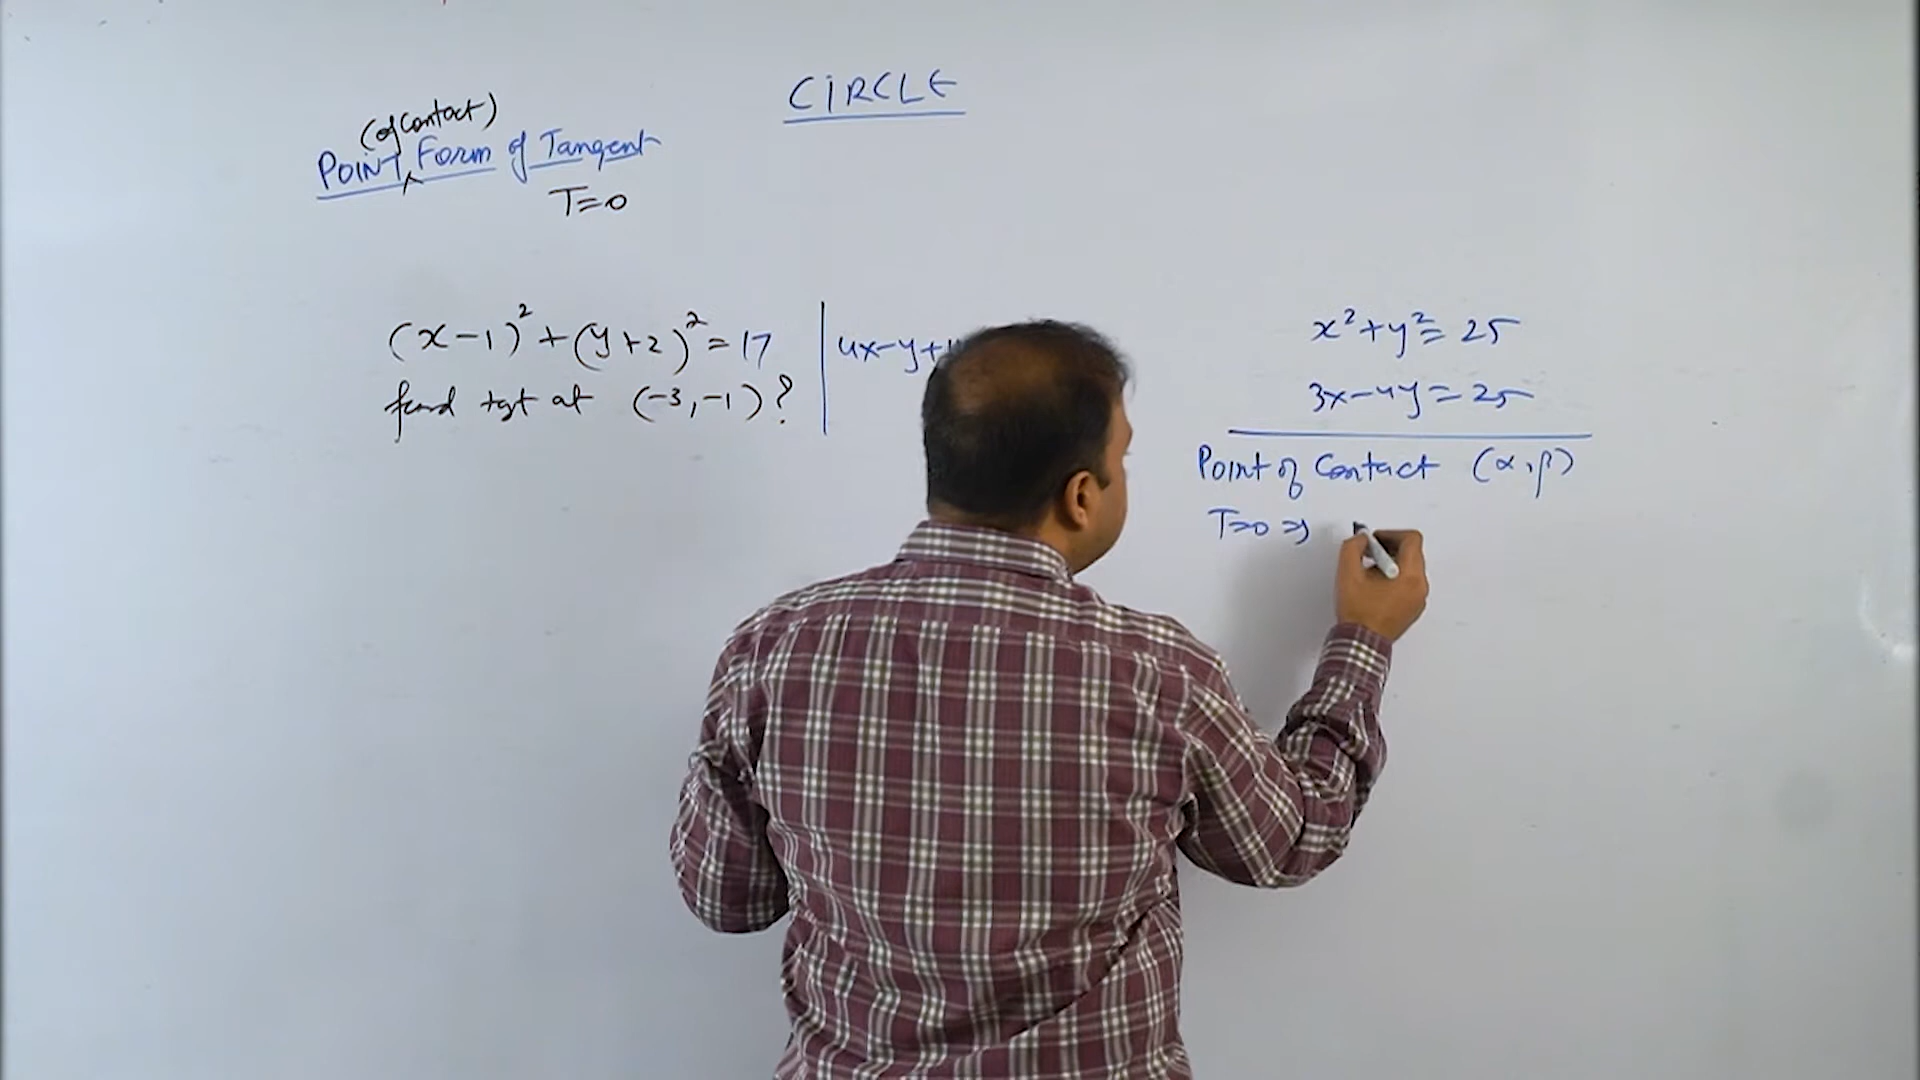 CIRCLE
(of Contact)
POINT ^ Form of Tangent
T=0
(x-1)² + (y+2)² = 17
find tgt at (-3,-1)?
4x-y+
x²+y²=25
3x-4y=25
Point of Contact (α,β)
T=0 ⇒